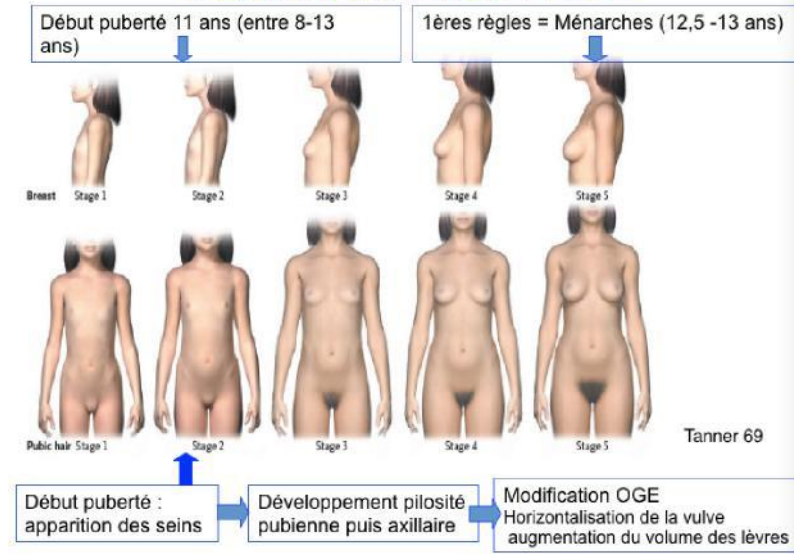 Début puberté 11 ans (entre 8-13
ans)
1ères règles = Ménarches (12,5 -13 ans)
Breast
Stage 1
Stage 2
Stage 3
Stage 4
Stage 5
Pubic hair
Stage 1
Stage 2
Stage 3
Stage 4
Stage 5
Tanner 69
Début puberté :
apparition des seins
Développement pilosité
pubienne puis axillaire
Modification OGE
Horizontalisation de la vulve
augmentation du volume des lèvres